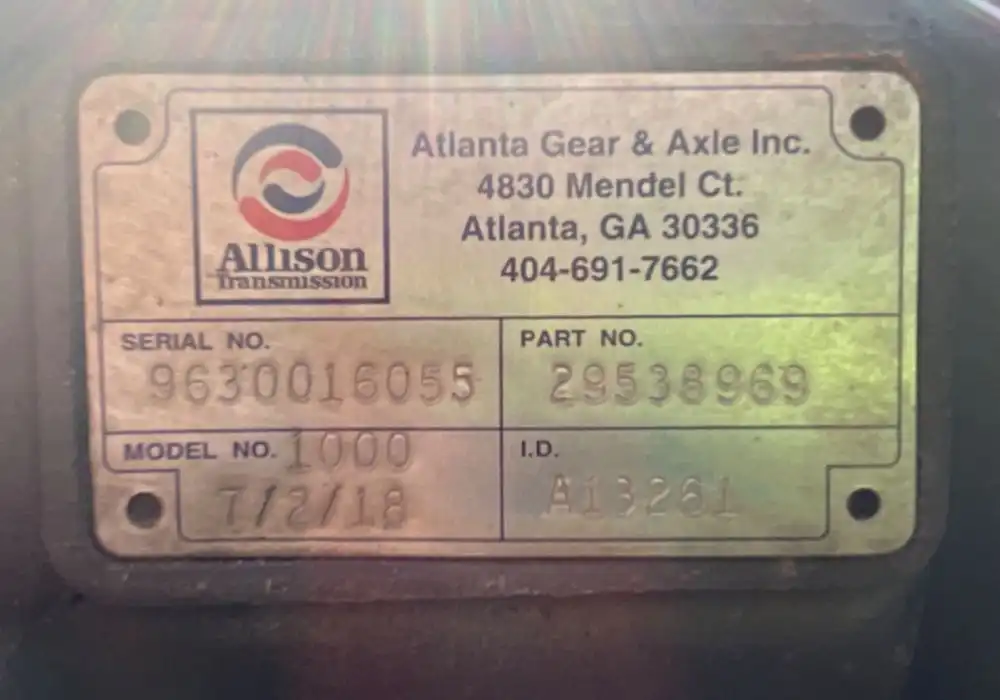 Allison
Transmission
Atlanta Gear & Axle Inc.
4830 Mendel Ct.
Atlanta, GA 30336
404-691-7662
SERIAL NO.
9630016055
PART NO.
29538969
MODEL NO. 1000
7/2/18
I.D.
A13261